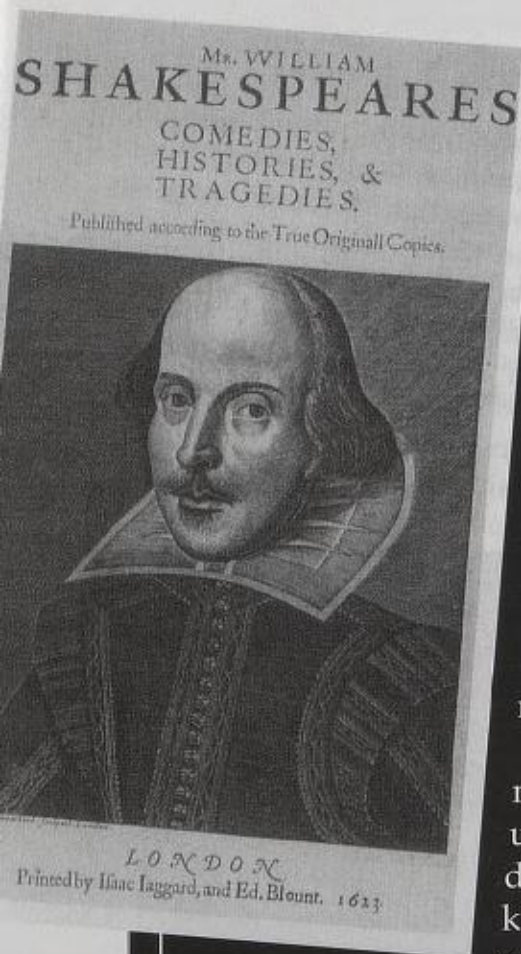 Mr. WILLIAM
SHAKESPEARES
COMEDIES,
HISTORIES, &
TRAGEDIES.
Publiſhed according to the True Originall Copies.
LONDON
Printed by Iſaac Iaggard, and Ed. Blount. 1623
r
u
d
k